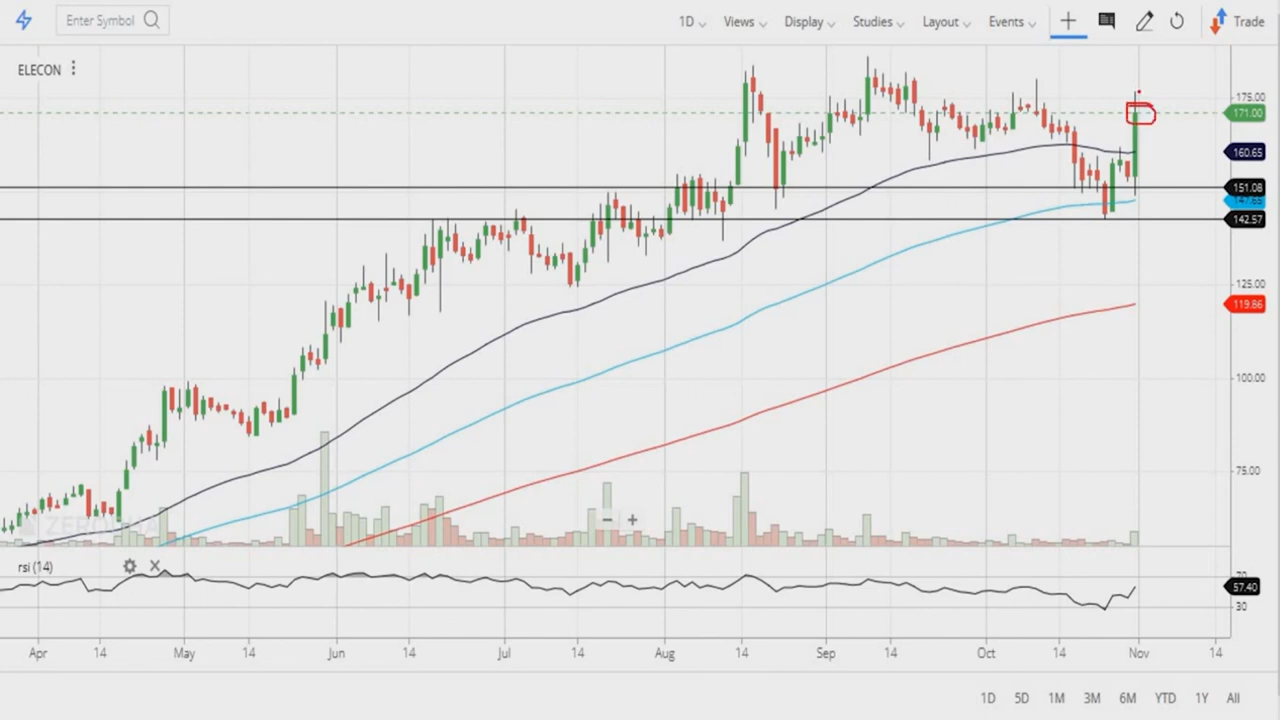 Enter Symbol 1D Views Display Studies Layout Events Trade
ELECON
175.00
171.00
160.65
151.08
147.65
142.57
125.00
119.86
100.00
75.00
ZERODHA
rsi (14)
70
57.40
30
Apr 14 May 14 Jun 14 Jul 14 Aug 14 Sep 14 Oct 14 Nov 14
1D 5D 1M 3M 6M YTD 1Y All